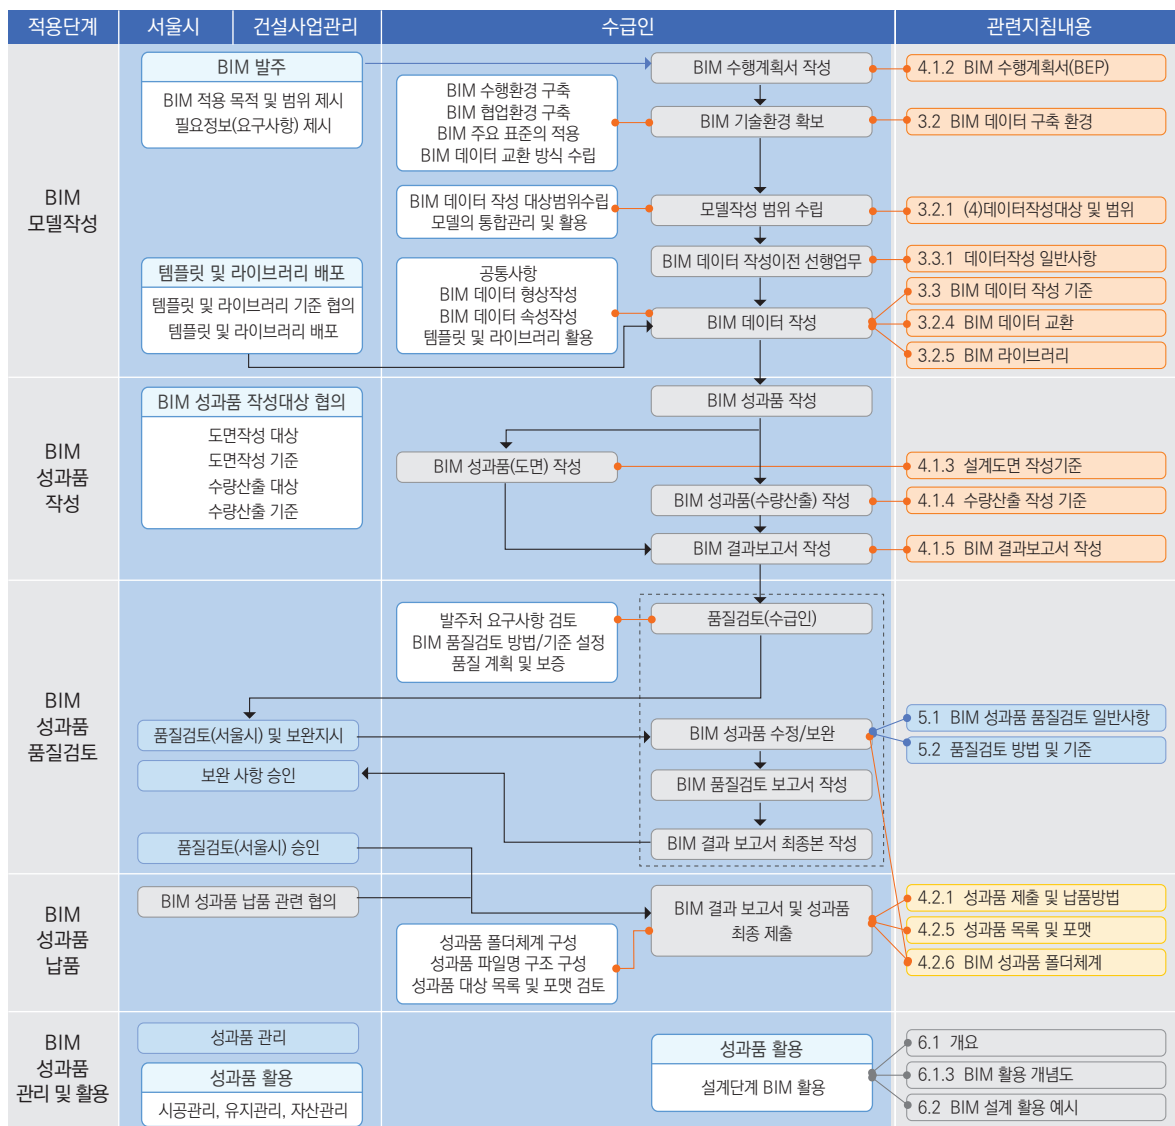 적용단계
서울시
건설사업관리
수급인
관련지침내용
BIM
모델작성
BIM 발주
BIM 적용 목적 및 범위 제시
필요정보(요구사항) 제시
BIM 수행환경 구축
BIM 협업환경 구축
BIM 주요 표준의 적용
BIM 데이터 교환 방식 수립
BIM 수행계획서 작성
BIM 기술환경 확보
4.1.2 BIM 수행계획서(BEP)
3.2 BIM 데이터 구축 환경
BIM 데이터 작성 대상범위수립
모델의 통합관리 및 활용
모델작성 범위 수립
3.2.1 (4)데이터작성대상 및 범위
BIM 데이터 작성이전 선행업무
3.3.1 데이터작성 일반사항
템플릿 및 라이브러리 배포
템플릿 및 라이브러리 기준 협의
템플릿 및 라이브러리 배포
공통사항
BIM 데이터 형상작성
BIM 데이터 속성작성
템플릿 및 라이브러리 활용
BIM 데이터 작성
3.3 BIM 데이터 작성 기준
3.2.4 BIM 데이터 교환
3.2.5 BIM 라이브러리
BIM
성과품
작성
BIM 성과품 작성대상 협의
도면작성 대상
도면작성 기준
수량산출 대상
수량산출 기준
BIM 성과품 작성
BIM 성과품(도면) 작성
4.1.3 설계도면 작성기준
BIM 성과품(수량산출) 작성
4.1.4 수량산출 작성 기준
BIM 결과보고서 작성
4.1.5 BIM 결과보고서 작성
BIM
성과품
품질검토
발주처 요구사항 검토
BIM 품질검토 방법/기준 설정
품질 계획 및 보증
품질검토(수급인)
품질검토(서울시) 및 보완지시
BIM 성과품 수정/보완
5.1 BIM 성과품 품질검토 일반사항
5.2 품질검토 방법 및 기준
보완 사항 승인
BIM 품질검토 보고서 작성
품질검토(서울시) 승인
BIM 결과 보고서 최종본 작성
BIM
성과품
납품
BIM 성과품 납품 관련 협의
성과품 폴더체계 구성
성과품 파일명 구조 구성
성과품 대상 목록 및 포맷 검토
BIM 결과 보고서 및 성과품
최종 제출
4.2.1 성과품 제출 및 납품방법
4.2.5 성과품 목록 및 포맷
4.2.6 BIM 성과품 폴더체계
BIM
성과품
관리 및 활용
성과품 관리
성과품 활용
시공관리, 유지관리, 자산관리
성과품 활용
설계단계 BIM 활용
6.1 개요
6.1.3 BIM 활용 개념도
6.2 BIM 설계 활용 예시